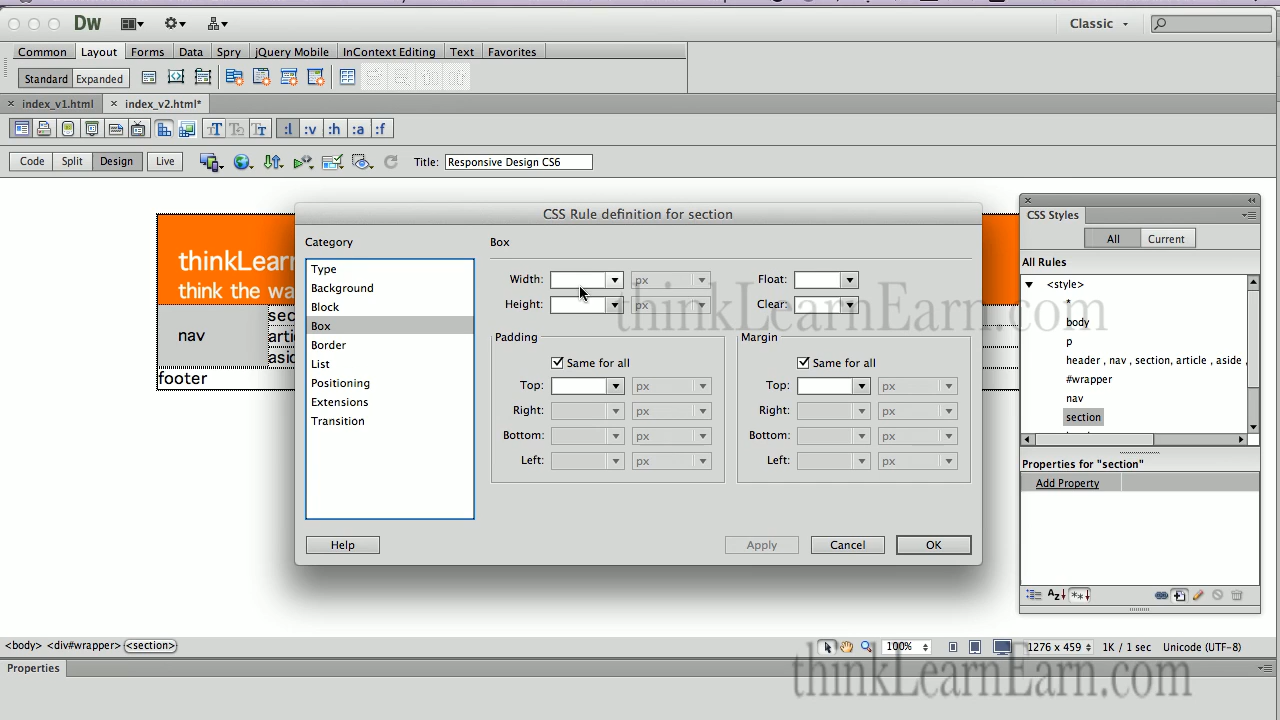 Dw
Classic
Common Layout Forms Data Spry jQuery Mobile InContext Editing Text Favorites
Standard Expanded
index_v1.html index_v2.html*
:l :v :h :a :f
Code Split Design Live Title: Responsive Design CS6
CSS Rule definition for section
Category
Type
Background
Block
Box
Border
List
Positioning
Extensions
Transition
Box
Width: px Float:
Height: px Clear:
Padding
Same for all
Top: px
Right: px
Bottom: px
Left: px
Margin
Same for all
Top: px
Right: px
Bottom: px
Left: px
Help Apply Cancel OK
thinkLearn
think the wa
nav
sec
artic
asid
footer
thinkLearnEarn.com
CSS Styles
All Current
All Rules
<style>
*
body
p
header , nav , section, article , aside ,
#wrapper
nav
section
Properties for "section"
Add Property
<body> <div#wrapper> <section>
100% 1276 x 459 1K / 1 sec Unicode (UTF-8)
Properties
thinkLearnEarn.com